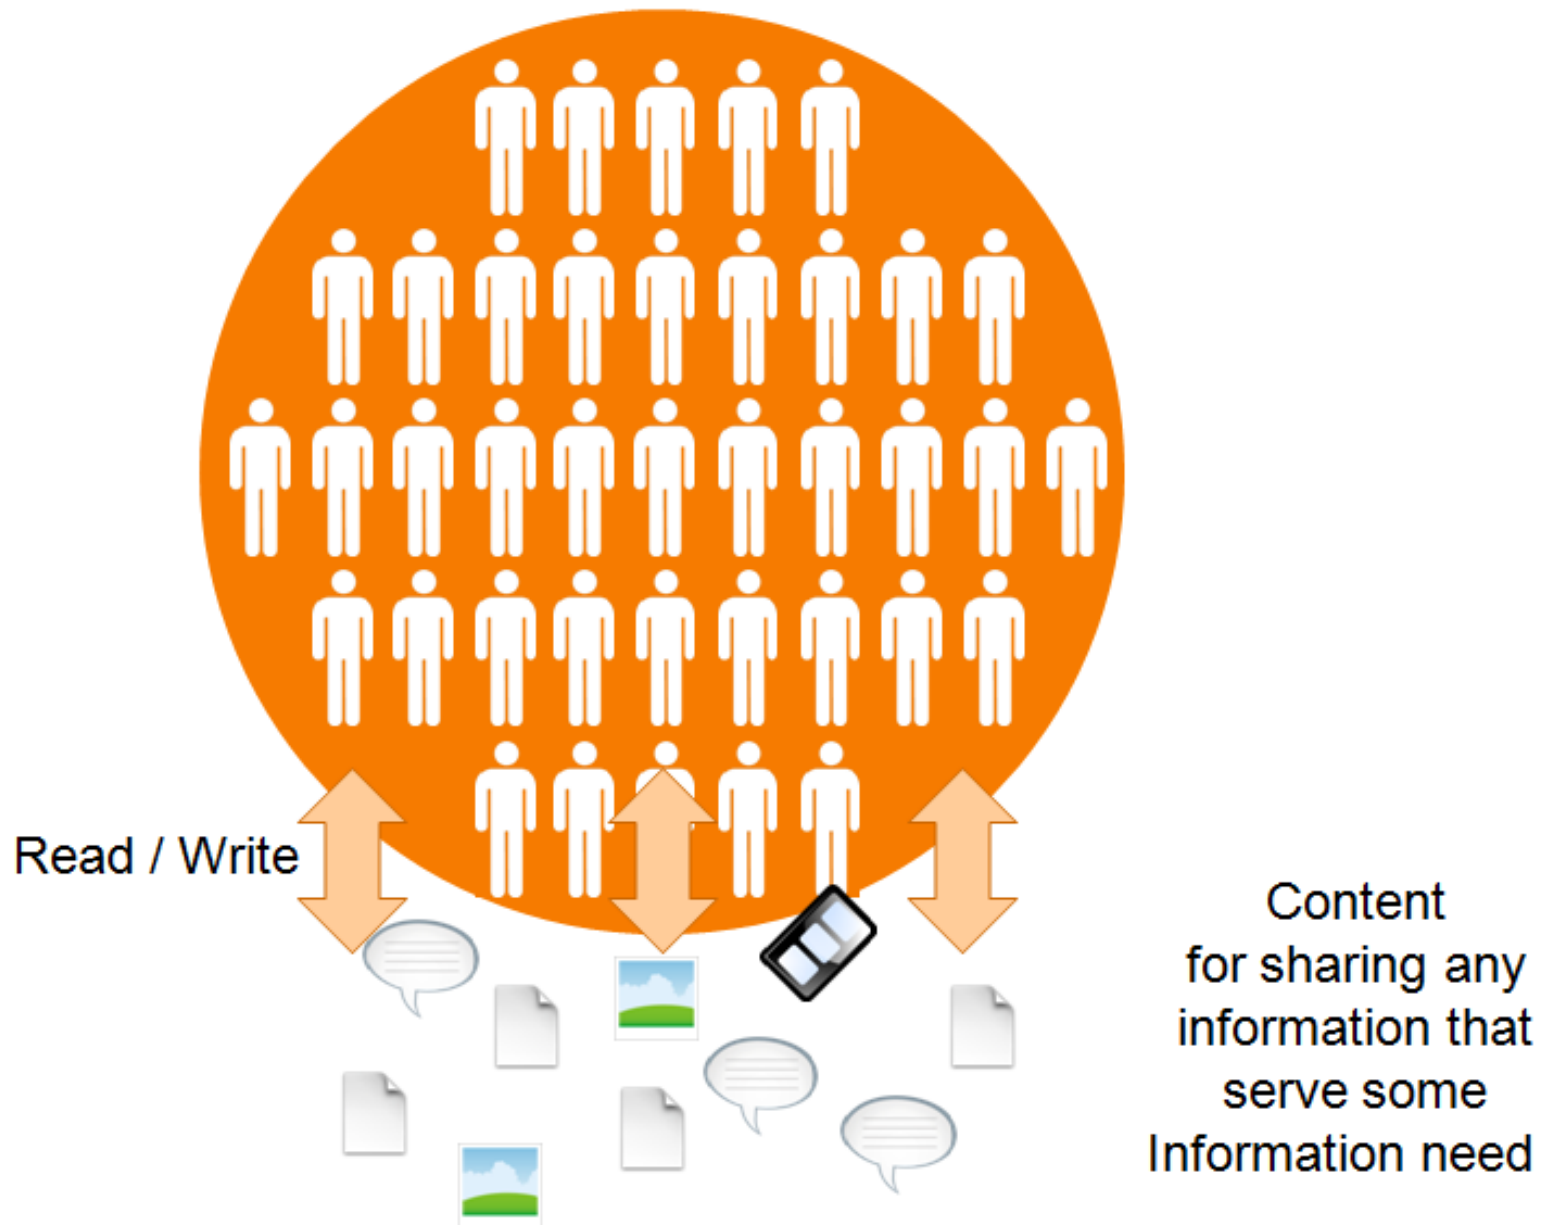 Read / Write
Content
for sharing any
information that
serve some
Information need